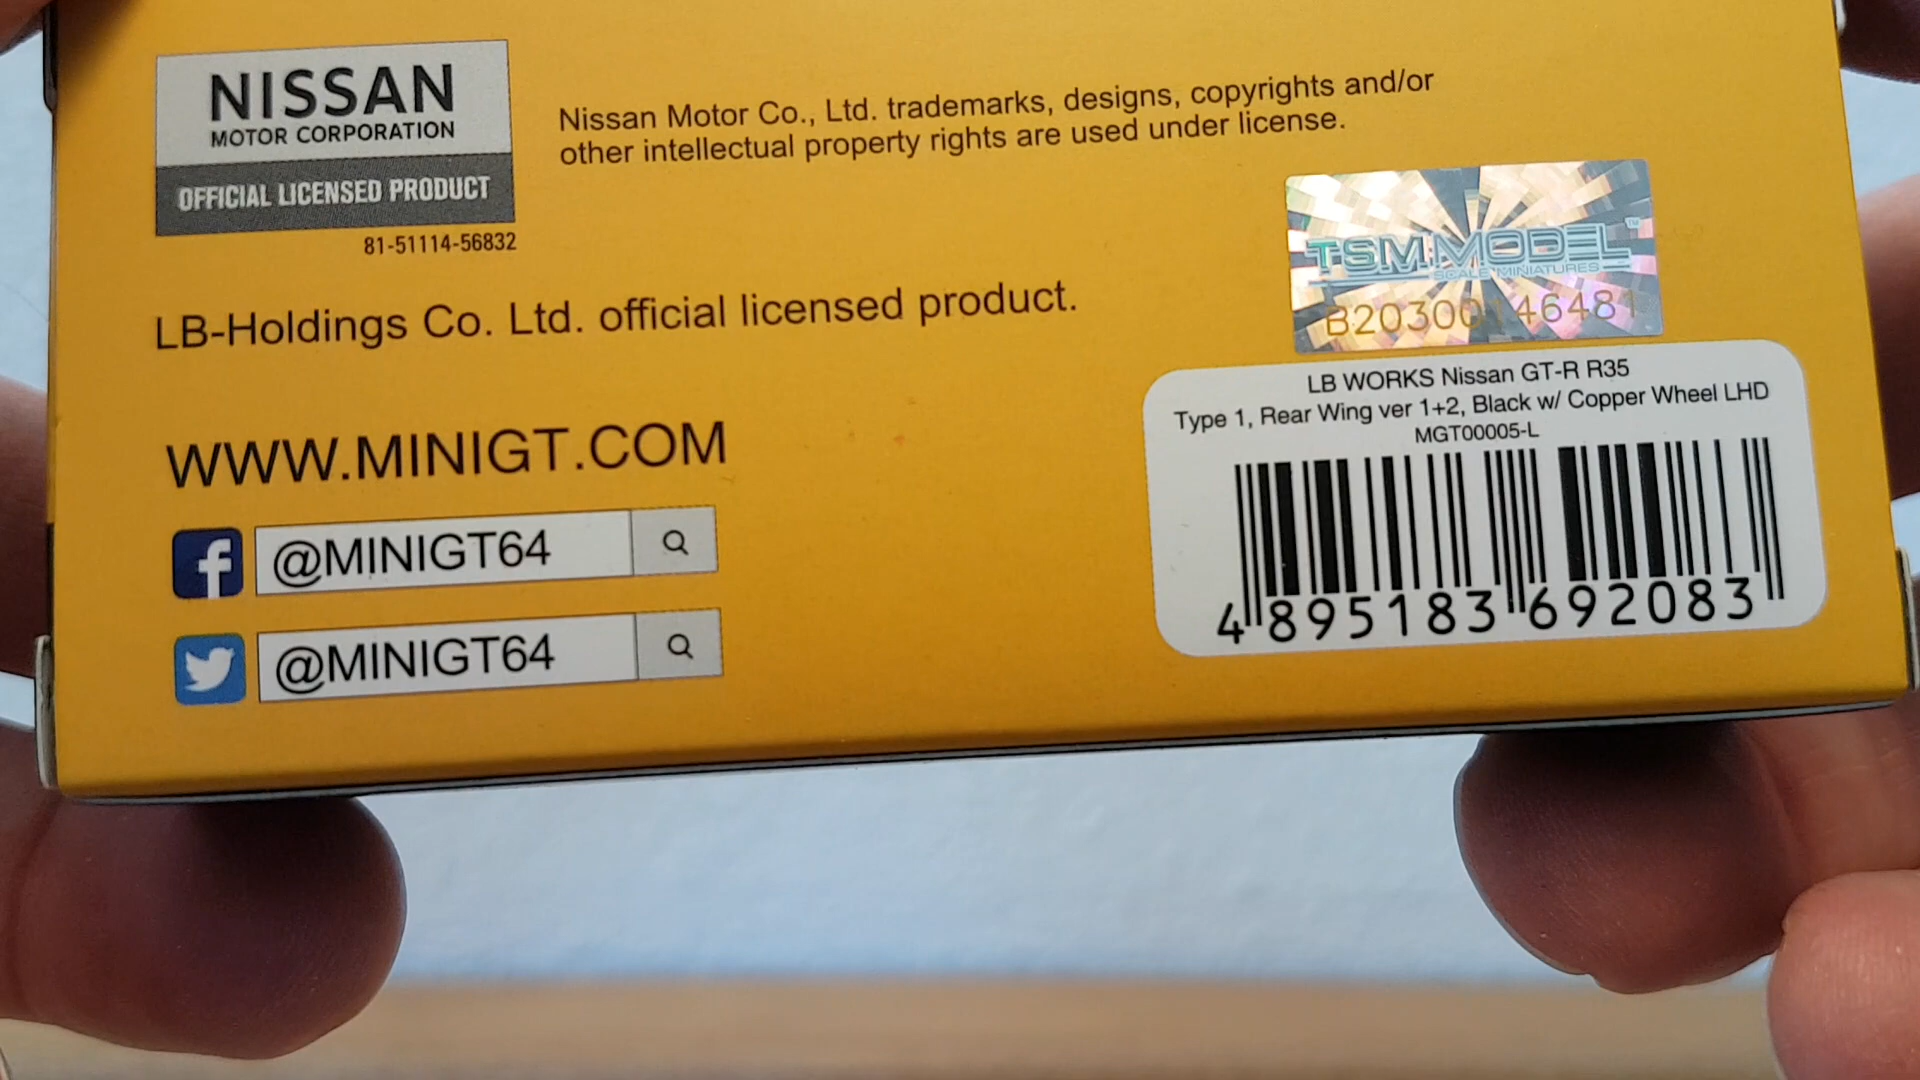 NISSAN
MOTOR CORPORATION
OFFICIAL LICENSED PRODUCT
81-51114-56832
Nissan Motor Co., Ltd. trademarks, designs, copyrights and/or
other intellectual property rights are used under license.
LB-Holdings Co. Ltd. official licensed product.
TSM MODEL™
SCALE MINIATURES
B20300146481
WWW.MINIGT.COM
f @MINIGT64
@MINIGT64
LB WORKS Nissan GT-R R35
Type 1, Rear Wing ver 1+2, Black w/ Copper Wheel LHD
MGT00005-L
4 895183 692083